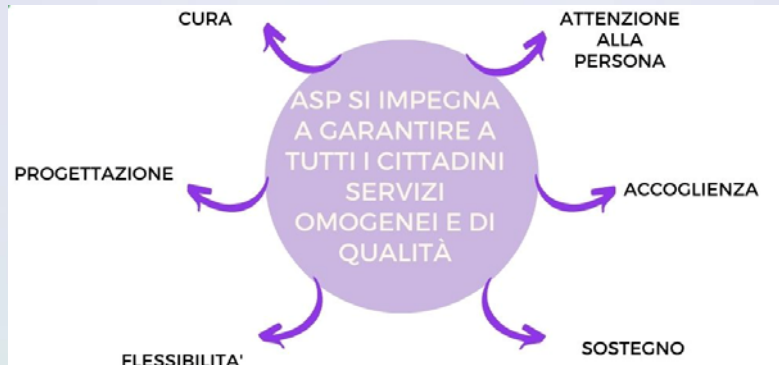 CURA
ATTENZIONE
ALLA
PERSONA
ASP SI IMPEGNA
A GARANTIRE A
TUTTI I CITTADINI
SERVIZI
OMOGENEI E DI
QUALITÀ
PROGETTAZIONE
ACCOGLIENZA
FLESSIBILITA'
SOSTEGNO